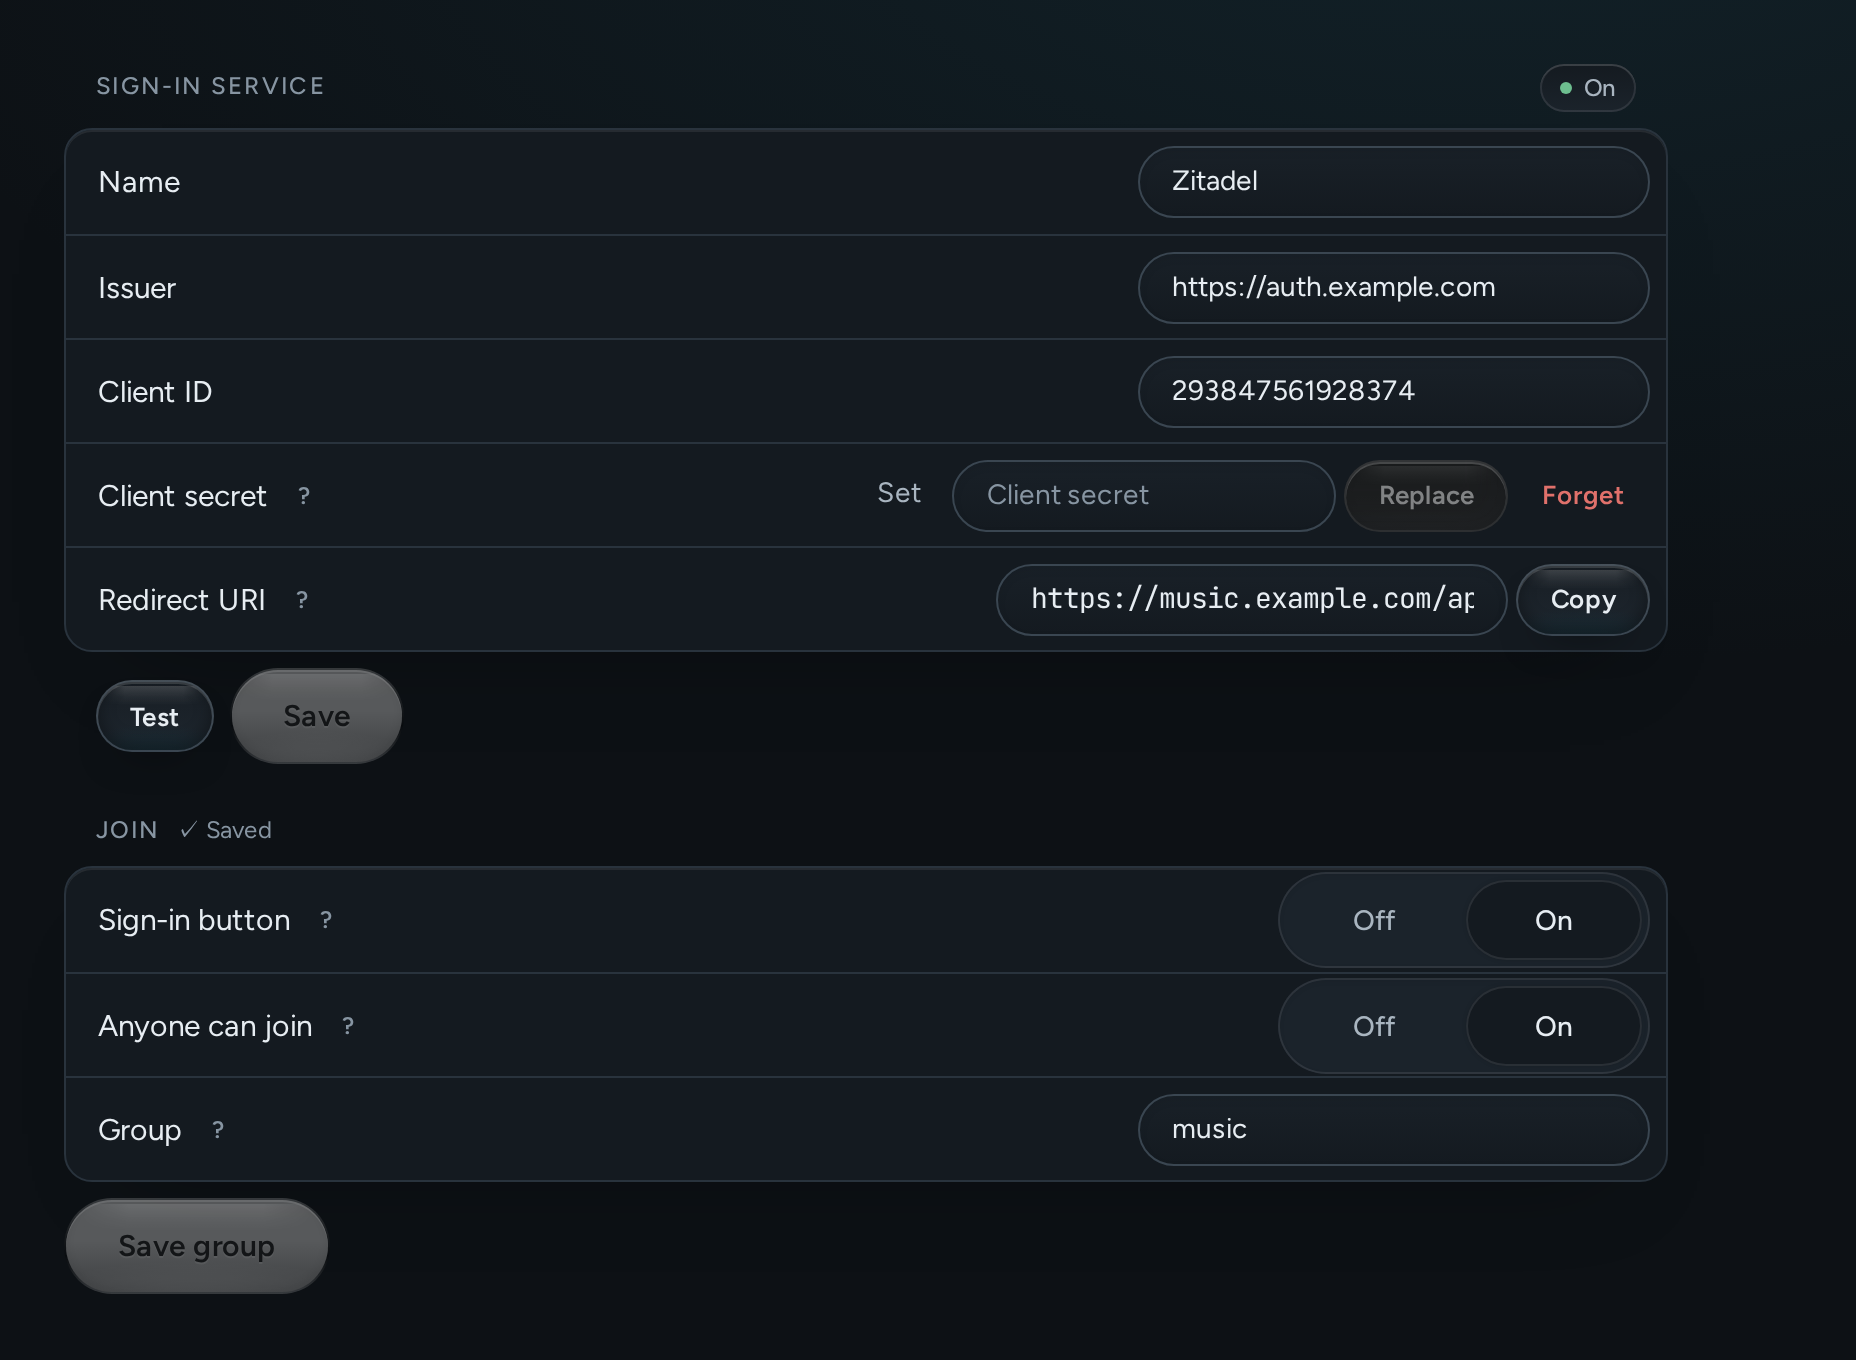 SIGN-IN SERVICE On
Name Zitadel
Issuer https://auth.example.com
Client ID 293847561928374
Client secret ? Set Client secret Replace Forget
Redirect URI ? https://music.example.com/ap Copy
Test Save
JOIN ✓ Saved
Sign-in button ? Off On
Anyone can join ? Off On
Group ? music
Save group